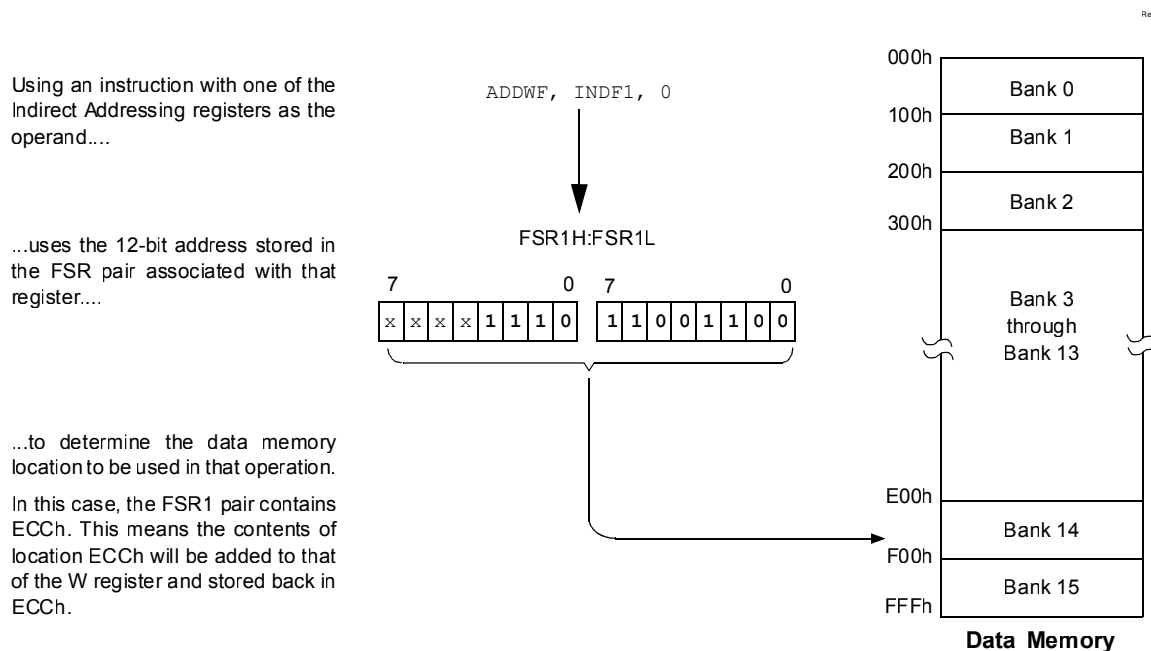 Re
Using an instruction with one of the
Indirect Addressing registers as the
operand....
ADDWF, INDF1, 0
...uses the 12-bit address stored in
the FSR pair associated with that
register....
FSR1H:FSR1L
7 0 7 0
x x x x 1 1 1 0 1 1 0 0 1 1 0 0
...to determine the data memory
location to be used in that operation.
In this case, the FSR1 pair contains
ECCh. This means the contents of
location ECCh will be added to that
of the W register and stored back in
ECCh.
000h
Bank 0
100h
Bank 1
200h
Bank 2
300h
Bank 3
through
Bank 13
E00h
Bank 14
F00h
Bank 15
FFFh
Data Memory